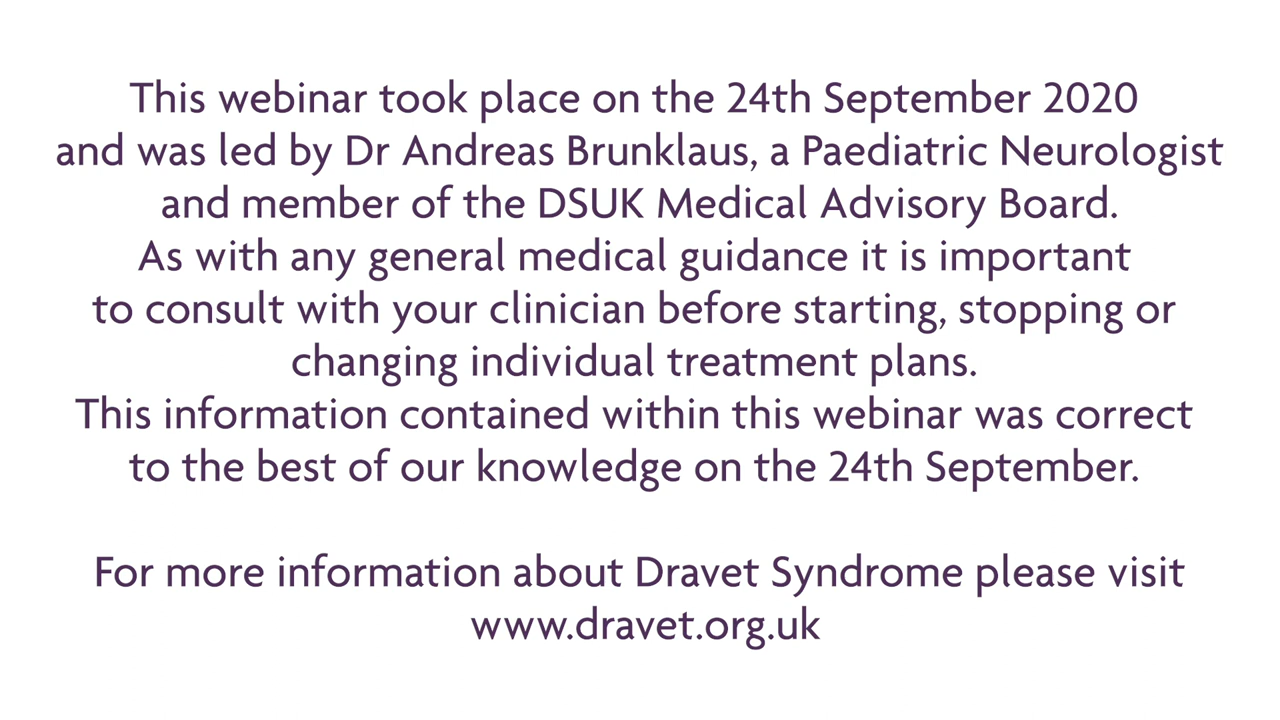 This webinar took place on the 24th September 2020
and was led by Dr Andreas Brunklaus, a Paediatric Neurologist
and member of the DSUK Medical Advisory Board.
As with any general medical guidance it is important
to consult with your clinician before starting, stopping or
changing individual treatment plans.
This information contained within this webinar was correct
to the best of our knowledge on the 24th September.
For more information about Dravet Syndrome please visit
www.dravet.org.uk